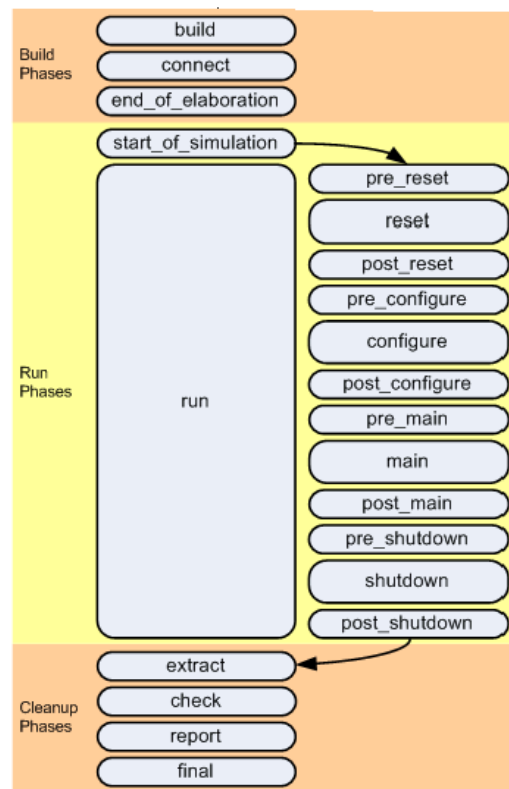 Build
Phases
build
connect
end_of_elaboration
Run
Phases
start_of_simulation
run
pre_reset
reset
post_reset
pre_configure
configure
post_configure
pre_main
main
post_main
pre_shutdown
shutdown
post_shutdown
Cleanup
Phases
extract
check
report
final